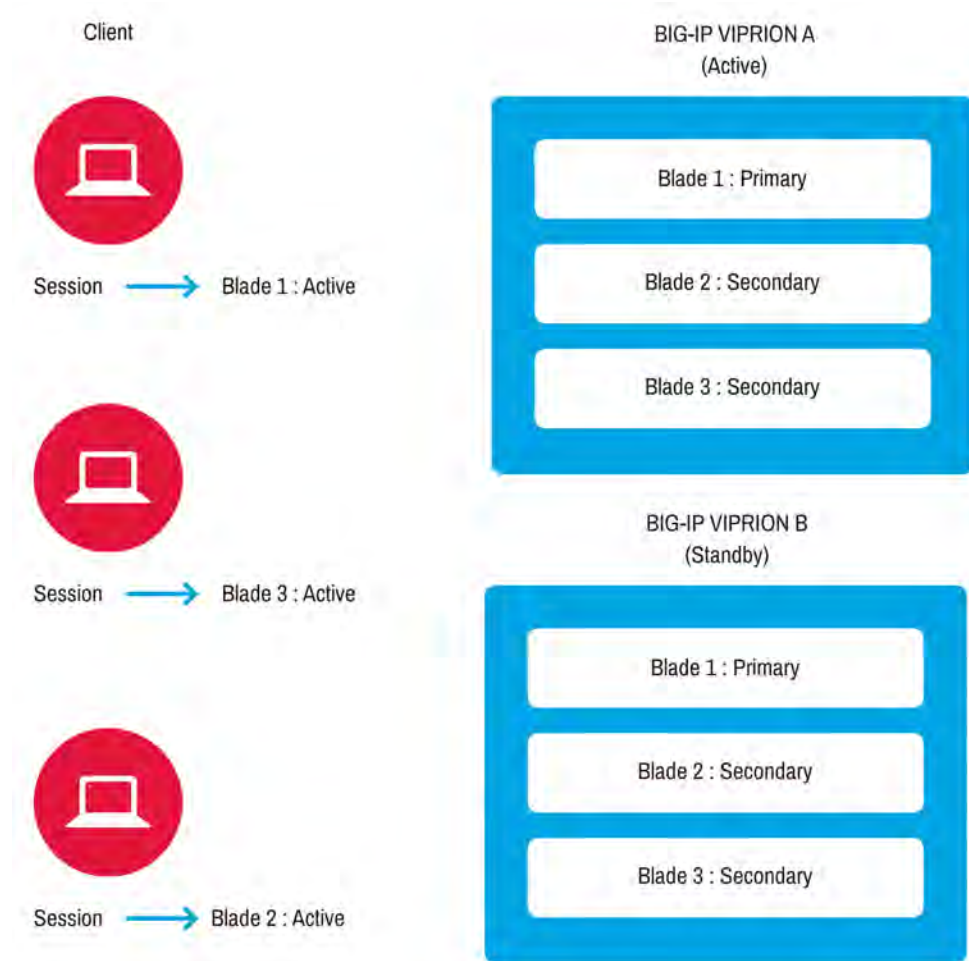 Client
Session → Blade 1 : Active
Session → Blade 3 : Active
Session → Blade 2 : Active
BIG-IP VIPRION A
(Active)
Blade 1 : Primary
Blade 2 : Secondary
Blade 3 : Secondary
BIG-IP VIPRION B
(Standby)
Blade 1 : Primary
Blade 2 : Secondary
Blade 3 : Secondary